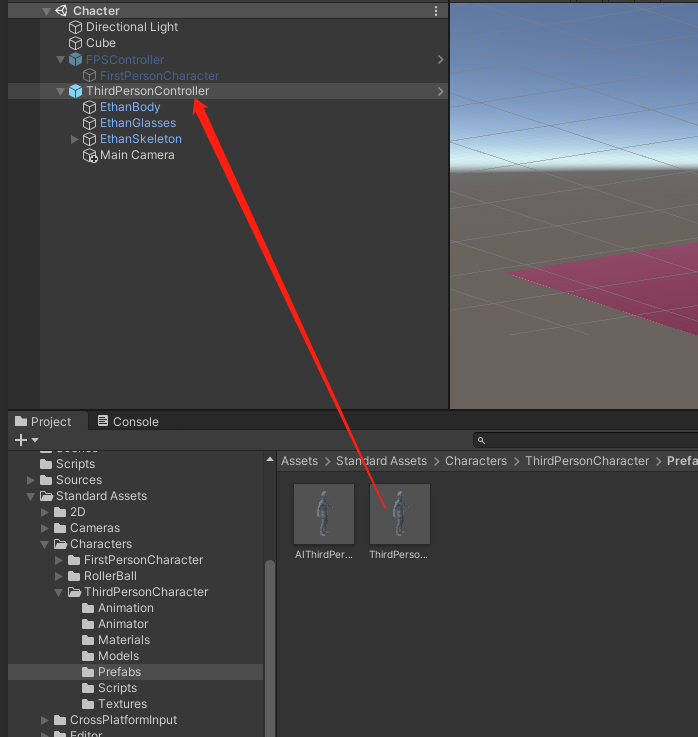 Chacter
Directional Light
Cube
FPSController
FirstPersonCharacter
ThirdPersonController
EthanBody
EthanGlasses
EthanSkeleton
Main Camera
Project
Console
Scripts
Sources
Standard Assets
2D
Cameras
Characters
FirstPersonCharacter
RollerBall
ThirdPersonCharacter
Animation
Animator
Materials
Models
Prefabs
Scripts
Textures
CrossPlatformInput
Editor
Assets > Standard Assets > Characters > ThirdPersonCharacter > Prefa
AIThirdPer...
ThirdPerso...